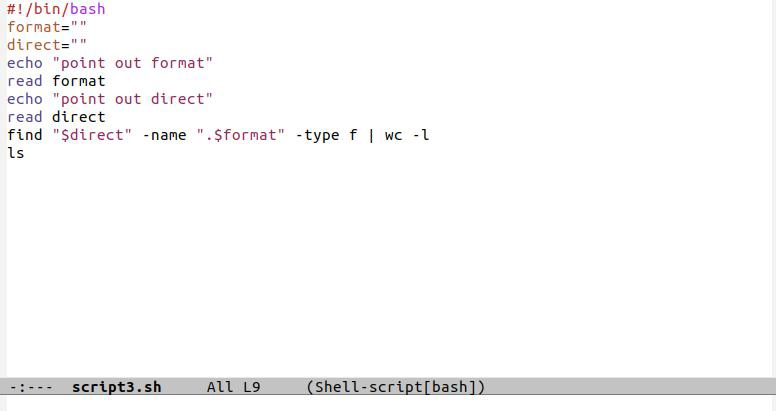 #!/bin/bash
format=""
direct=""
echo "point out format"
read format
echo "point out direct"
read direct
find "$direct" -name ".$format" -type f | wc -l
ls
-:---  script3.sh     All L9     (Shell-script[bash])